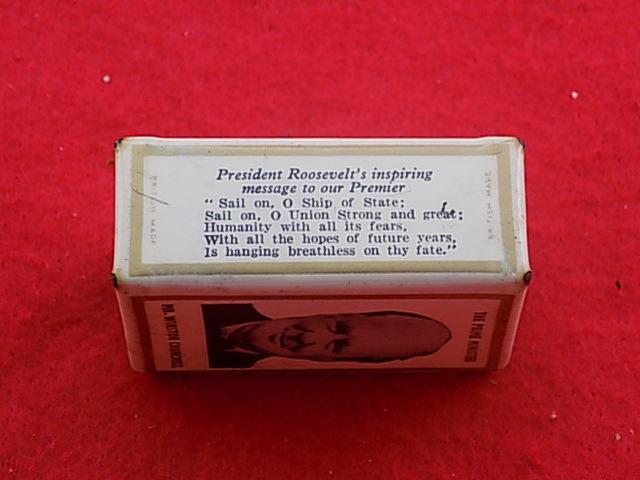 President Roosevelt's inspiring
message to our Premier
" Sail on, O Ship of State;
Sail on, O Union Strong and great;
Humanity with all its fears,
With all the hopes of future years,
Is hanging breathless on thy fate."
BRITISH MADE
BRITISH MADE
MR. WINSTON CHURCHILL
THE PRIME MINISTER